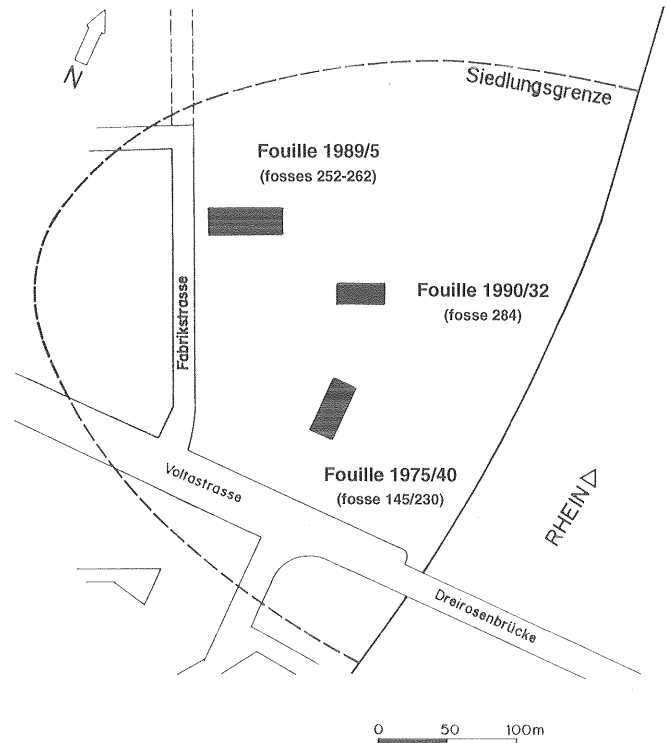 N
Siedlungsgrenze
Fouille 1989/5
(fosses 252-262)
Fabrikstrasse
Fouille 1990/32
(fosse 284)
Voltastrasse
Fouille 1975/40
(fosse 145/230)
RHEIN
Dreirosenbrücke
0 50 100m